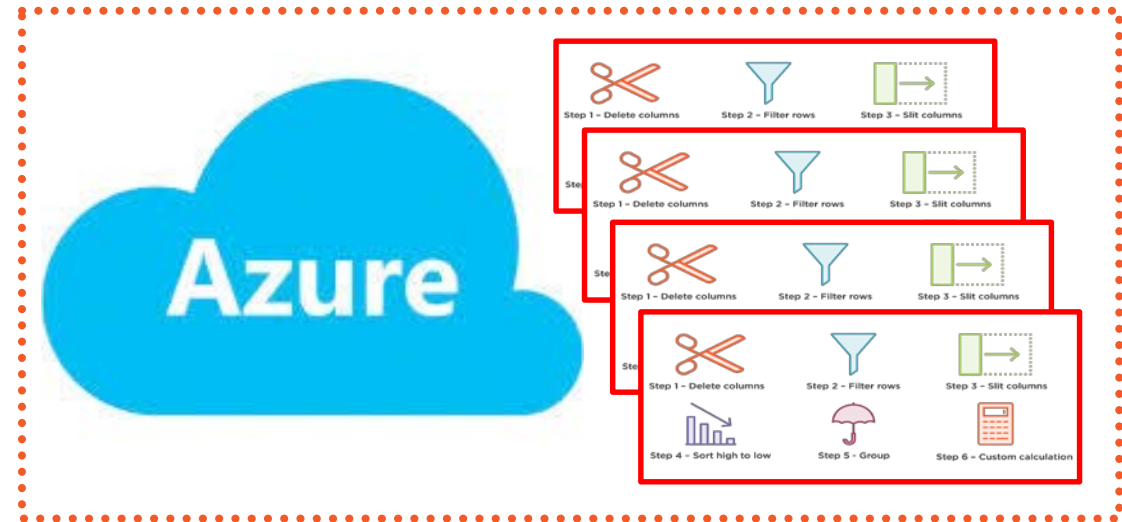 Azure
Step 1 – Delete columns
Step 2 – Filter rows
Step 3 – Slit columns
Ste
Step 1 – Delete columns
Step 2 – Filter rows
Step 3 – Slit columns
Ste
Step 1 – Delete columns
Step 2 – Filter rows
Step 3 – Slit columns
Ste
Step 1 – Delete columns
Step 2 – Filter rows
Step 3 – Slit columns
Step 4 – Sort high to low
Step 5 - Group
Step 6 – Custom calculation